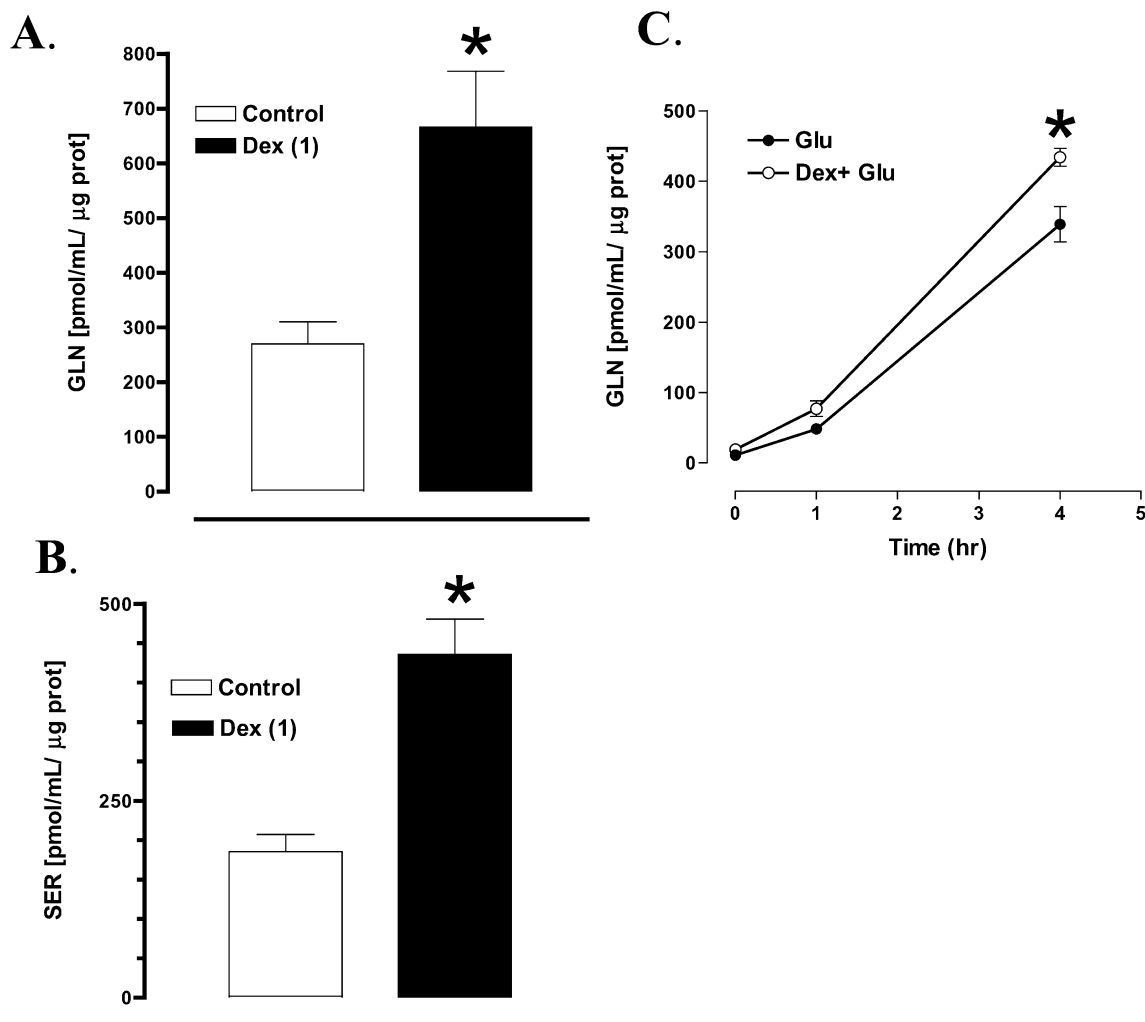 A.
*
800
700
600
500
400
300
200
100
0
GLN [pmol/mL/ μg prot]
Control
Dex (1)
B.
*
500
250
0
SER [pmol/mL/ μg prot]
Control
Dex (1)
C.
*
500
400
300
200
100
0
GLN [pmol/mL/ μg prot]
Glu
Dex+ Glu
0 1 2 3 4 5
Time (hr)